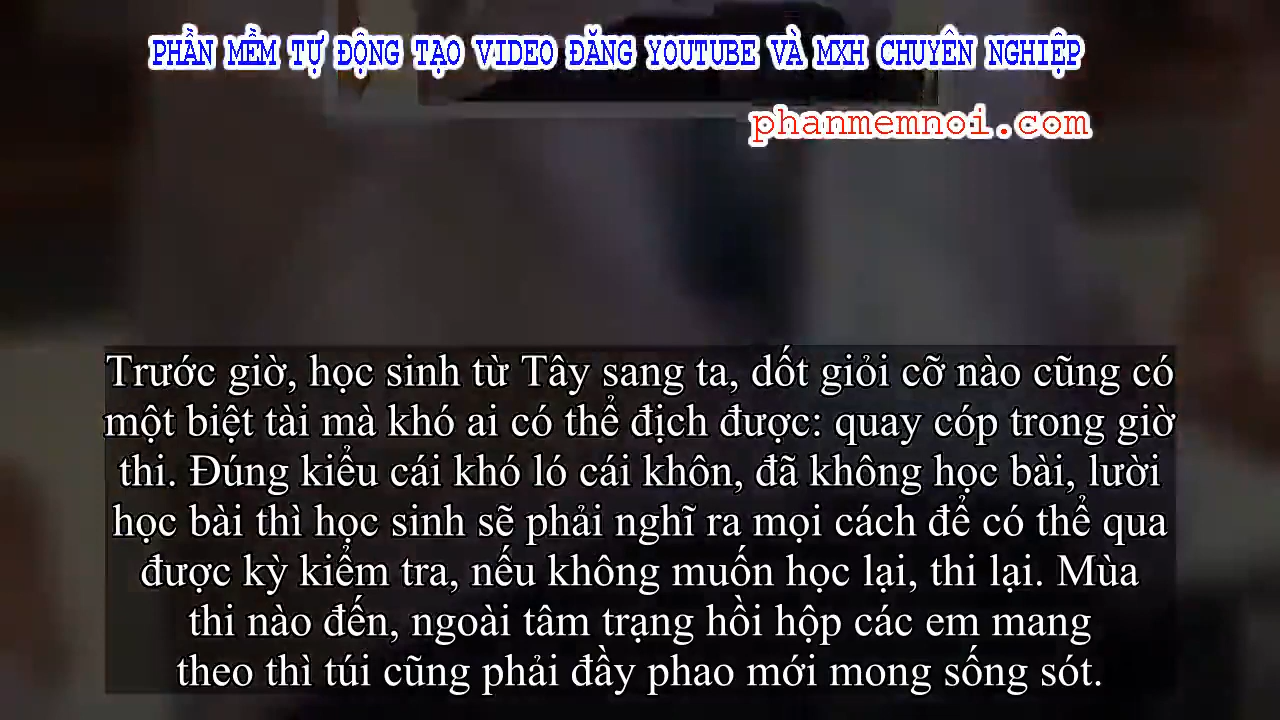 PHẦN MỀM TỰ ĐỘNG TẠO VIDEO ĐĂNG YOUTUBE VÀ MXH CHUYÊN NGHIỆP
phanmemnoi.com
Trước giờ, học sinh từ Tây sang ta, dốt giỏi cỡ nào cũng có
một biệt tài mà khó ai có thể địch được: quay cóp trong giờ
thi. Đúng kiểu cái khó ló cái khôn, đã không học bài, lười
học bài thì học sinh sẽ phải nghĩ ra mọi cách để có thể qua
được kỳ kiểm tra, nếu không muốn học lại, thi lại. Mùa
thi nào đến, ngoài tâm trạng hồi hộp các em mang
theo thì túi cũng phải đầy phao mới mong sống sót.